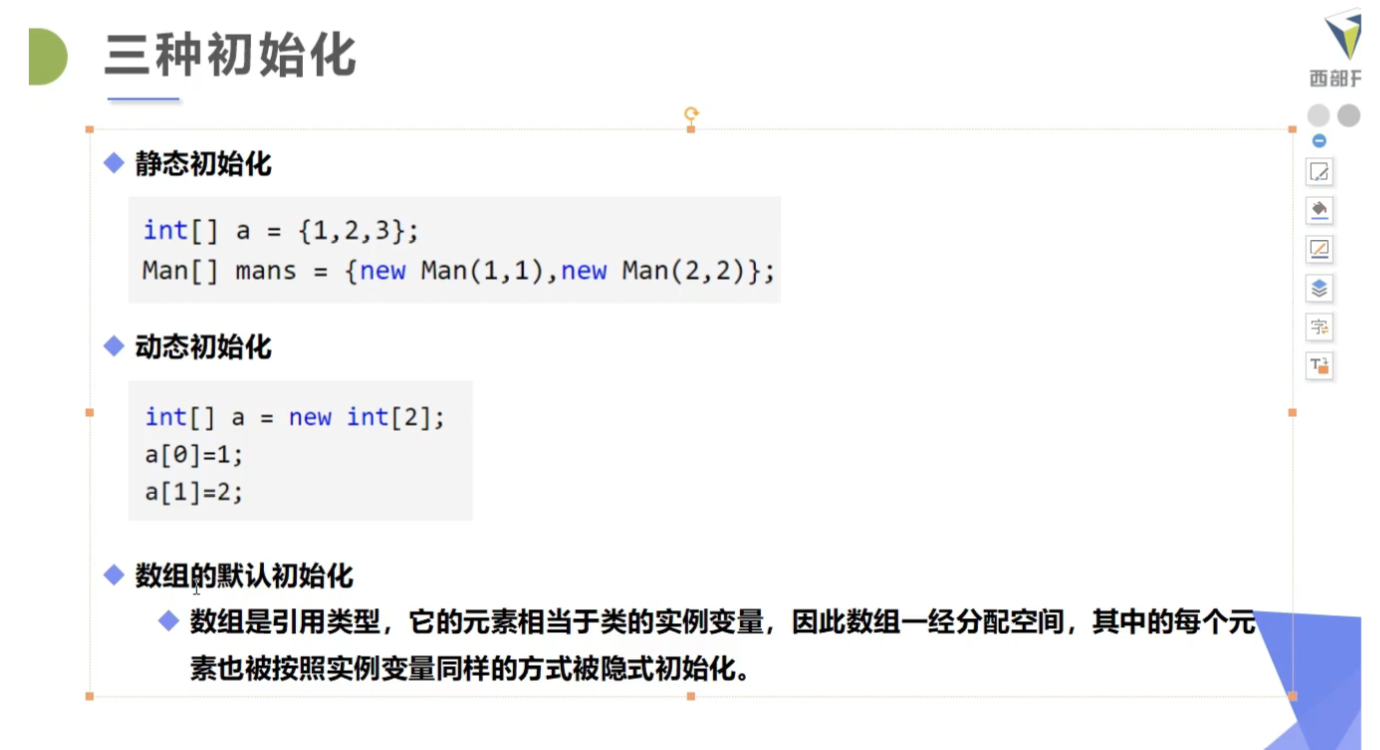 三种初始化
西部开
静态初始化
int[] a = {1,2,3};
Man[] mans = {new Man(1,1),new Man(2,2)};
动态初始化
int[] a = new int[2];
a[0]=1;
a[1]=2;
数组的默认初始化
数组是引用类型，它的元素相当于类的实例变量，因此数组一经分配空间，其中的每个元
素也被按照实例变量同样的方式被隐式初始化。
字
T